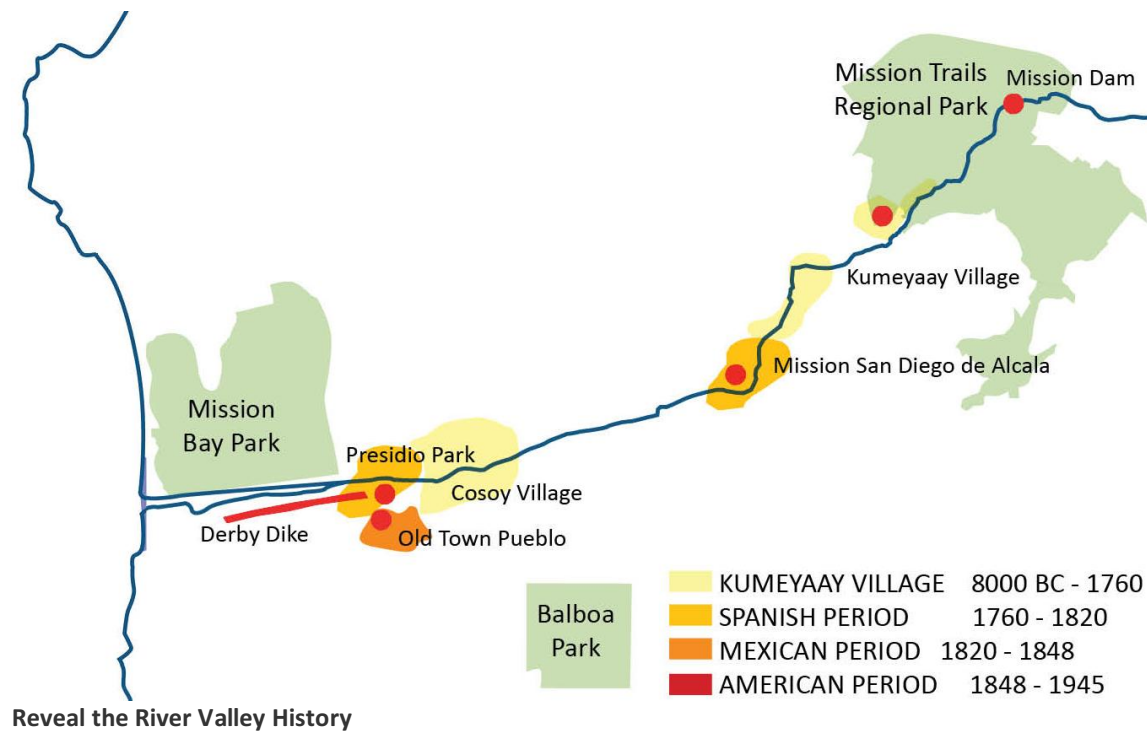 Mission Trails
Regional Park
Mission Dam
Kumeyaay Village
Mission San Diego de Alcala
Mission
Bay Park
Presidio Park
Cosoy Village
Derby Dike
Old Town Pueblo
Balboa
Park
KUMEYAAY VILLAGE 8000 BC - 1760
SPANISH PERIOD 1760 - 1820
MEXICAN PERIOD 1820 - 1848
AMERICAN PERIOD 1848 - 1945
Reveal the River Valley History